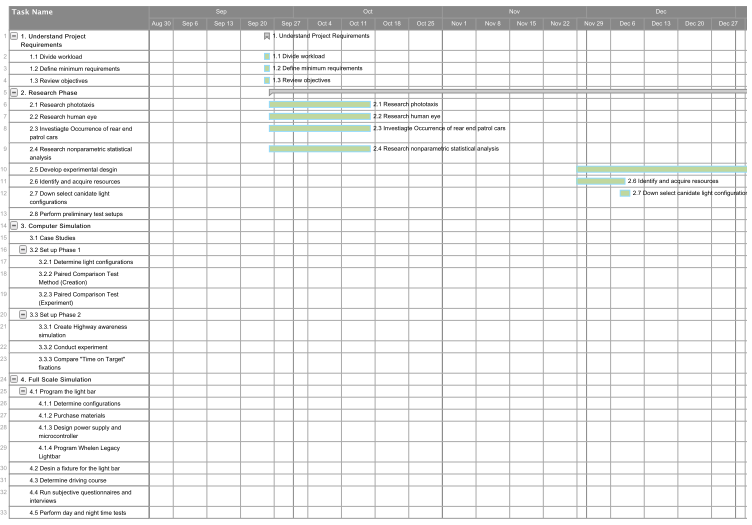 Task Name
Sep Oct Nov Dec
Aug 30 Sep 6 Sep 13 Sep 20 Sep 27 Oct 4 Oct 11 Oct 18 Oct 25 Nov 1 Nov 8 Nov 15 Nov 22 Nov 29 Dec 6 Dec 13 Dec 20 Dec 27
1 1. Understand Project 1. Understand Project Requirements
Requirements
2 1.1 Divide workload 1.1 Divide workload
3 1.2 Define minimum requirements 1.2 Define minimum requirements
4 1.3 Review objectives 1.3 Review objectives
5 2. Research Phase
6 2.1 Research phototaxis 2.1 Research phototaxis
7 2.2 Research human eye 2.2 Research human eye
8 2.3 Investiagte Occurrence of rear end 2.3 Investiagte Occurrence of rear end patrol cars
patrol cars
9 2.4 Research nonparametric statistical 2.4 Research nonparametric statistical analysis
analysis
10 2.5 Develop experimental desgin
11 2.6 Identify and acquire resources 2.6 Identify and acquire resources
12 2.7 Down select canidate light 2.7 Down select canidate light configuration
configurations
13 2.8 Perform preliminary test setups
14 3. Computer Simulation
15 3.1 Case Studies
16 3.2 Set up Phase 1
17 3.2.1 Determine light configurations
18 3.2.2 Paired Comparison Test
Method (Creation)
19 3.2.3 Paired Comparison Test
(Experiment)
20 3.3 Set up Phase 2
21 3.3.1 Create Highway awareness
simulation
22 3.3.2 Conduct experiment
23 3.3.3 Compare "Time on Target"
fixations
24 4. Full Scale Simulation
25 4.1 Program the light bar
26 4.1.1 Determine configurations
27 4.1.2 Purchase materials
28 4.1.3 Design power supply and
microcontroller
29 4.1.4 Program Whelen Legacy
Lightbar
30 4.2 Desin a fixture for the light bar
31 4.3 Determine driving course
32 4.4 Run subjective questionnaires and
interviews
33 4.5 Perform day and night time tests